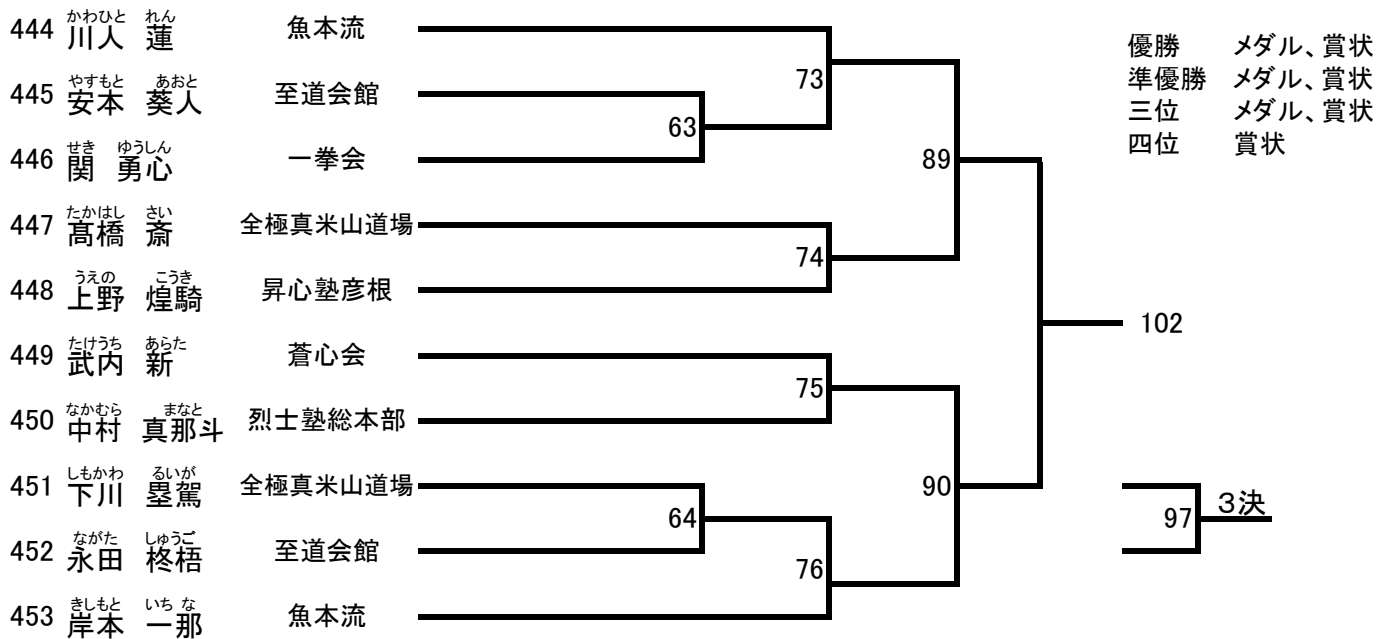 かわひと れん
444 川人 蓮 魚本流
やすもと あおと
445 安本 葵人 至道会館
せき ゆうしん
446 関 勇心 一拳会
たかはし さい
447 髙橋 斎 全極真米山道場
うえの こうき
448 上野 煌騎 昇心塾彦根
たけうち あらた
449 武内 新 蒼心会
なかむら まなと
450 中村 真那斗 烈士塾総本部
しもかわ るいが
451 下川 塁駕 全極真米山道場
ながた しゅうご
452 永田 柊梧 至道会館
きしもと いちな
453 岸本 一那 魚本流
63
64
73
74
75
76
89
90
102
97 3決
優勝 メダル、賞状
準優勝 メダル、賞状
三位 メダル、賞状
四位 賞状